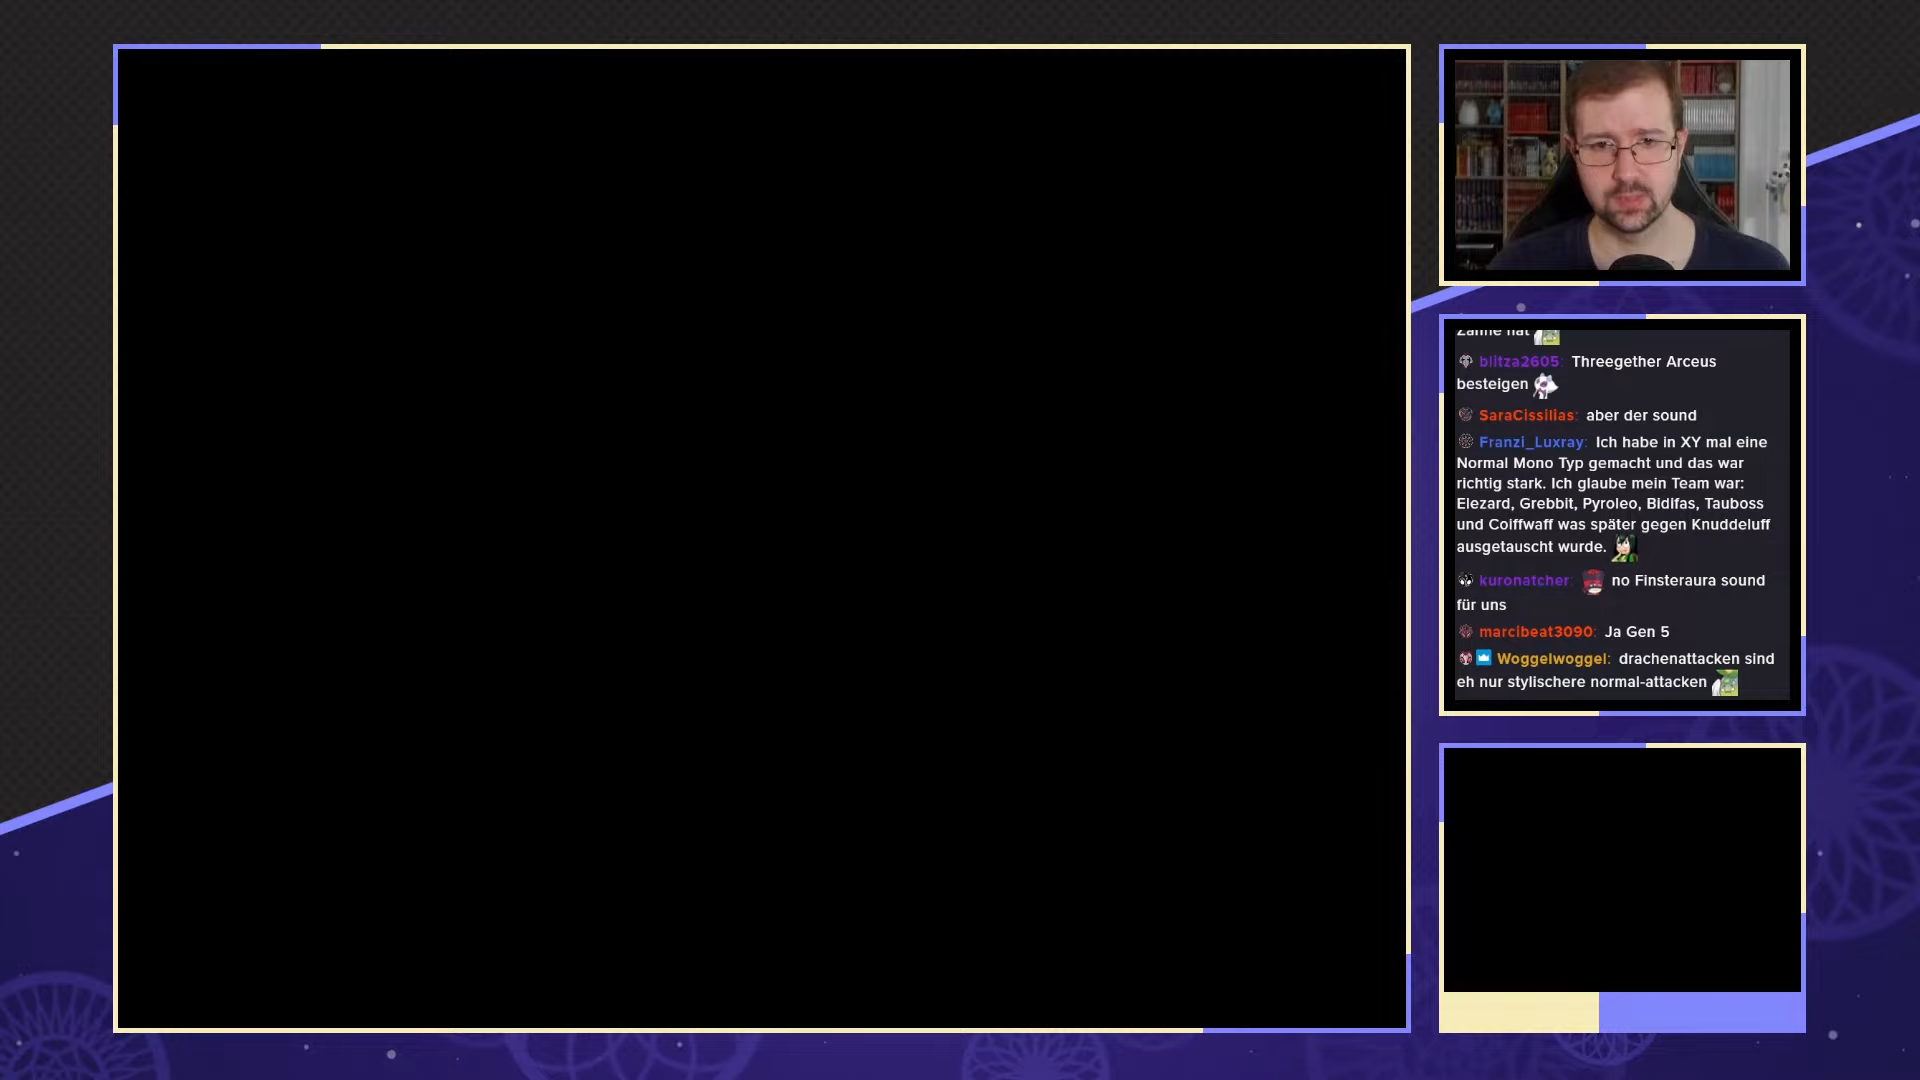 Zähne hat
blitza2605: Threegether Arceus
besteigen
SaraCissilias: aber der sound
Franzi_Luxray: Ich habe in XY mal eine
Normal Mono Typ gemacht und das war
richtig stark. Ich glaube mein Team war:
Elezard, Grebbit, Pyroleo, Bidifas, Tauboss
und Coiffwaff was später gegen Knuddeluff
ausgetauscht wurde.
kuronatcher: no Finsteraura sound
für uns
marcibeat3090: Ja Gen 5
Woggelwoggel: drachenattacken sind
eh nur stylischere normal-attacken